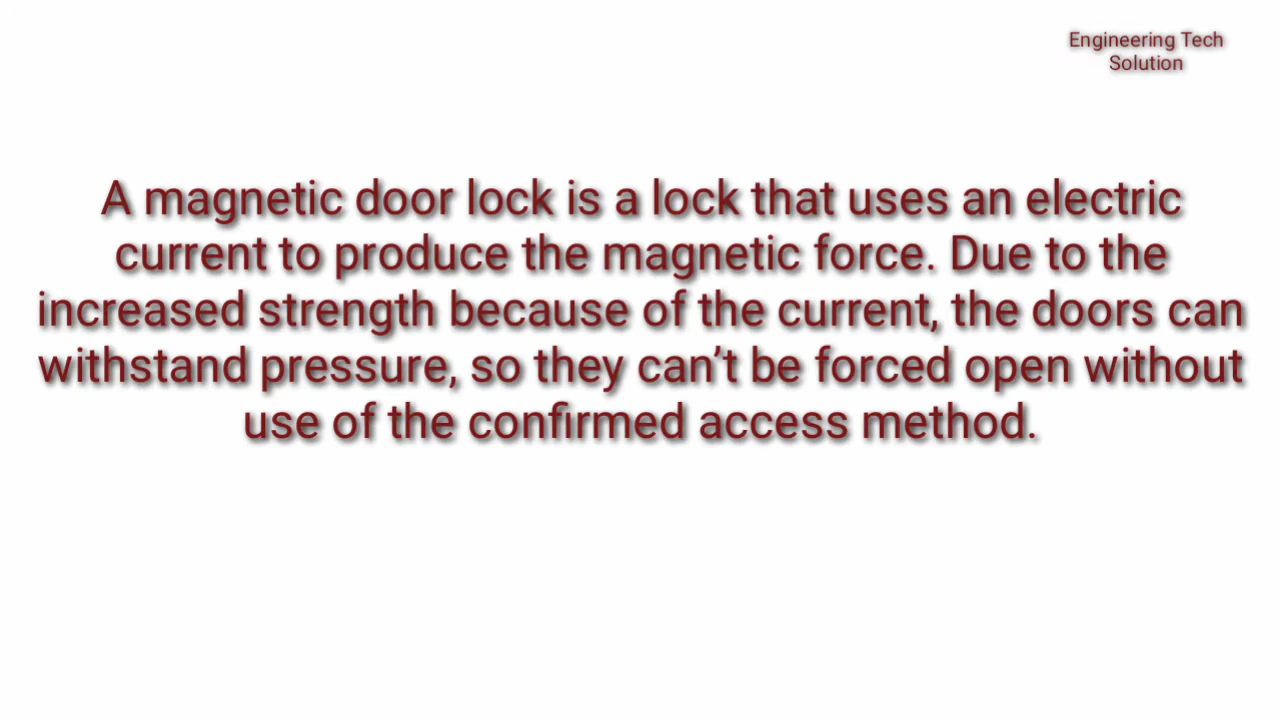 Engineering Tech
Solution
A magnetic door lock is a lock that uses an electric
current to produce the magnetic force. Due to the
increased strength because of the current, the doors can
withstand pressure, so they can’t be forced open without
use of the confirmed access method.